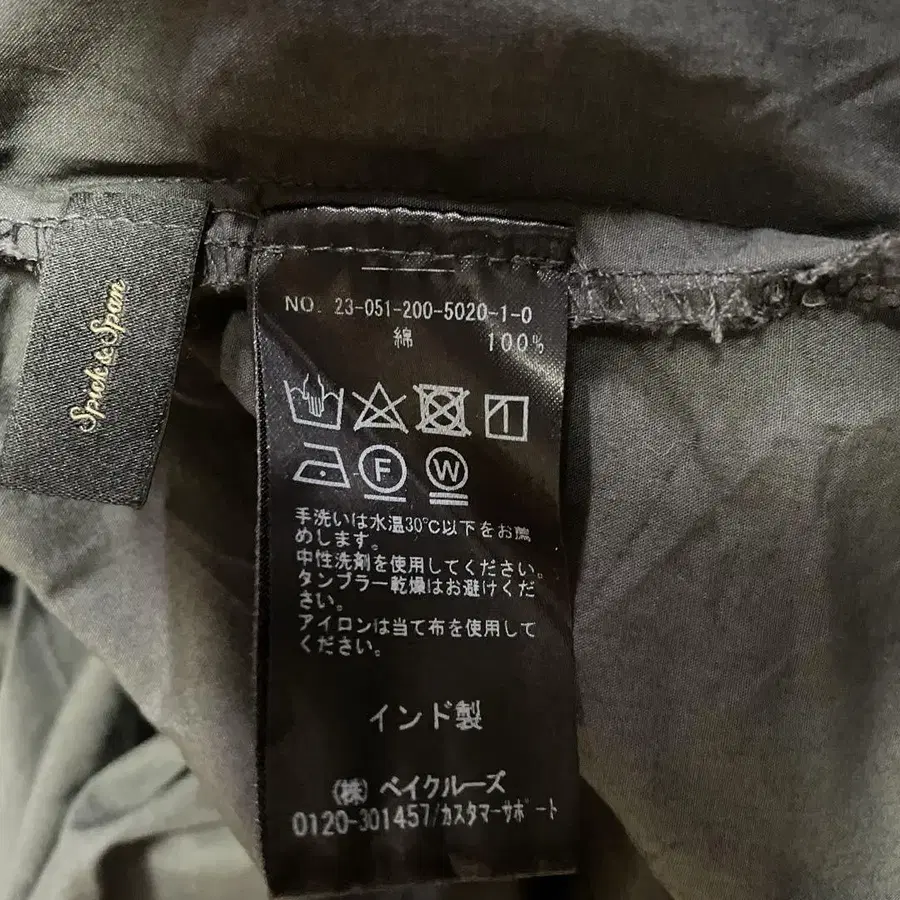 Spick & Span
NO. 23-051-200-5020-1-0
綿 100%
F W
手洗いは水温30℃以下をお薦
めします。
中性洗剤を使用してください。
タンブラー乾燥はお避けくだ
さい。
アイロンは当て布を使用して
ください。
インド製
(株) ベイクルーズ
0120-301457/カスタマーサポート